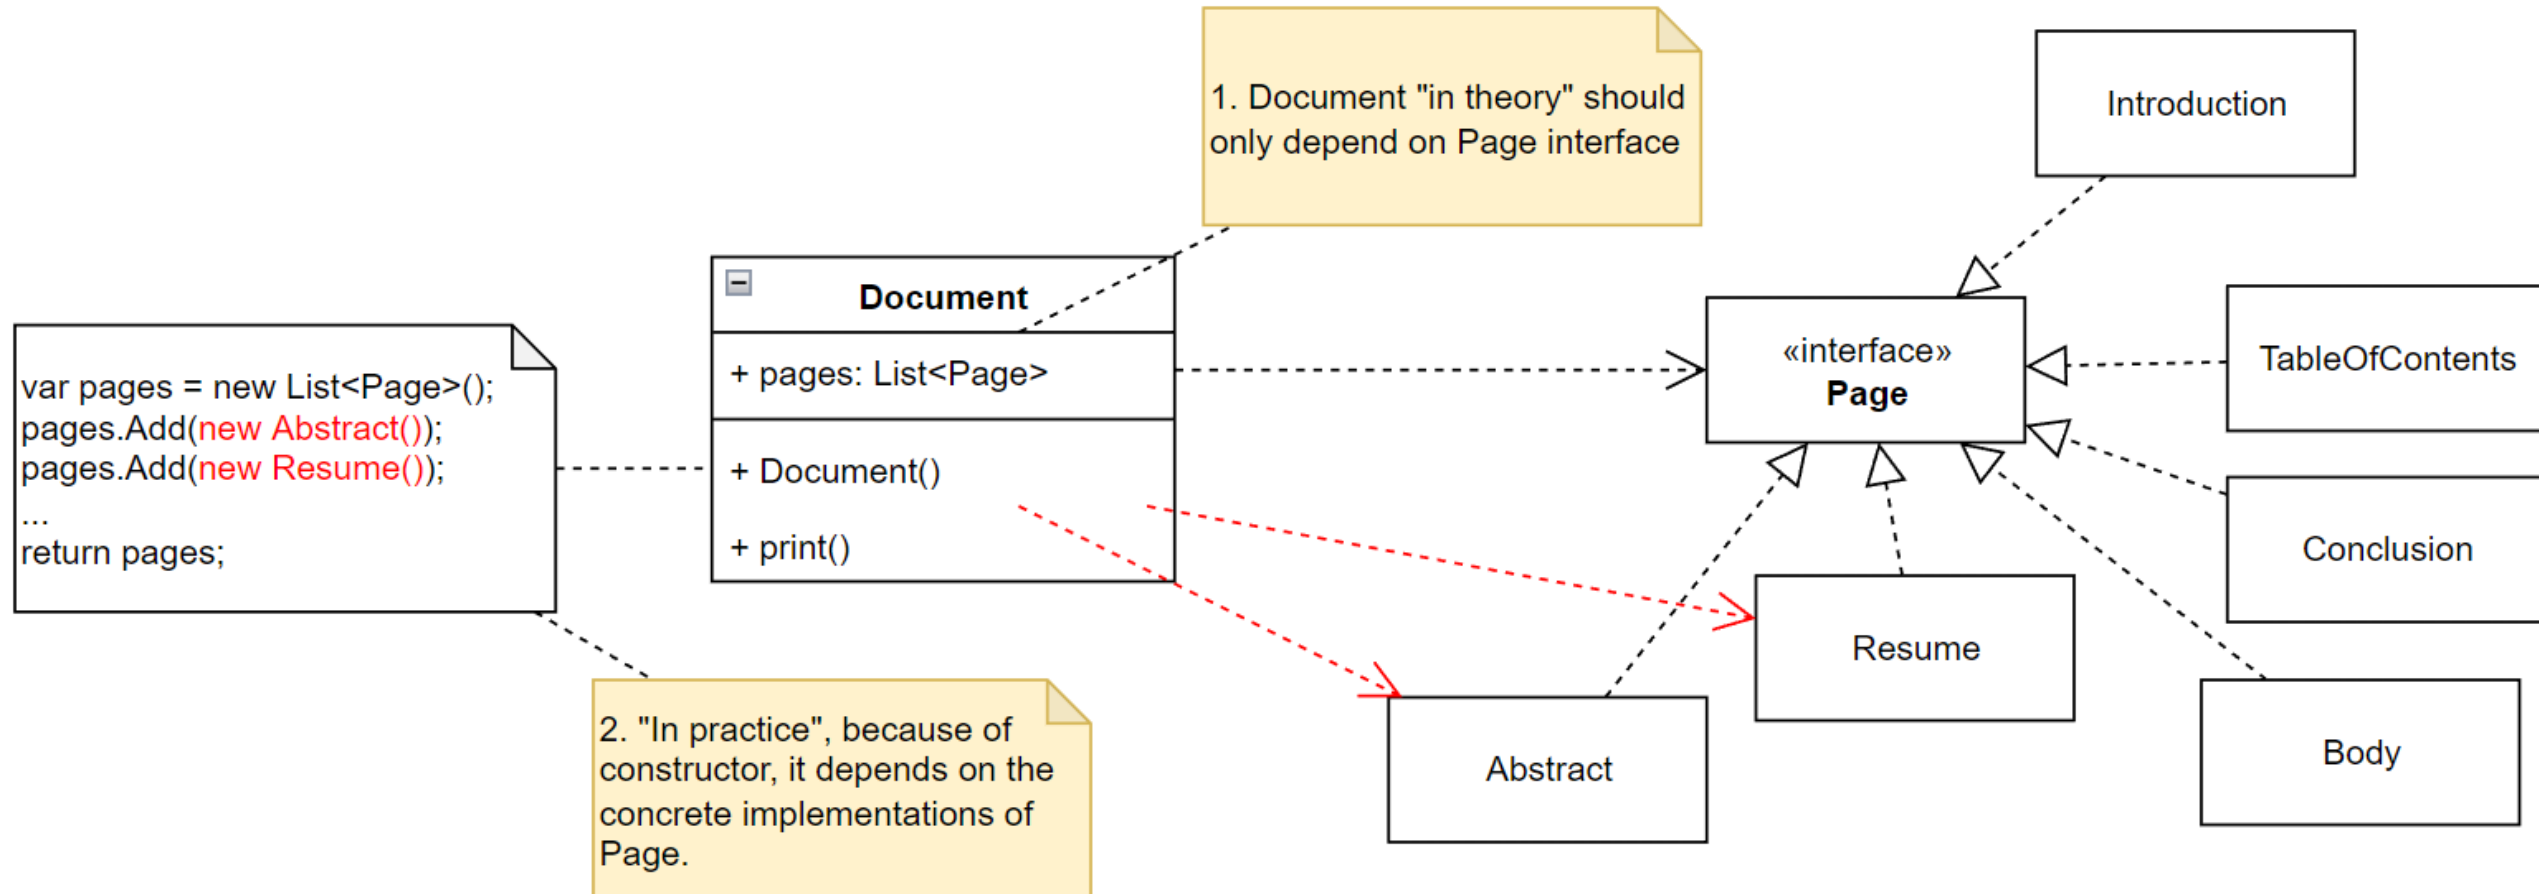 1. Document "in theory" should
only depend on Page interface
Introduction
Document
+ pages: List<Page>
+ Document()
+ print()
«interface»
Page
TableOfContents
Conclusion
var pages = new List<Page>();
pages.Add(new Abstract());
pages.Add(new Resume());
...
return pages;
Resume
Abstract
Body
2. "In practice", because of
constructor, it depends on the
concrete implementations of
Page.